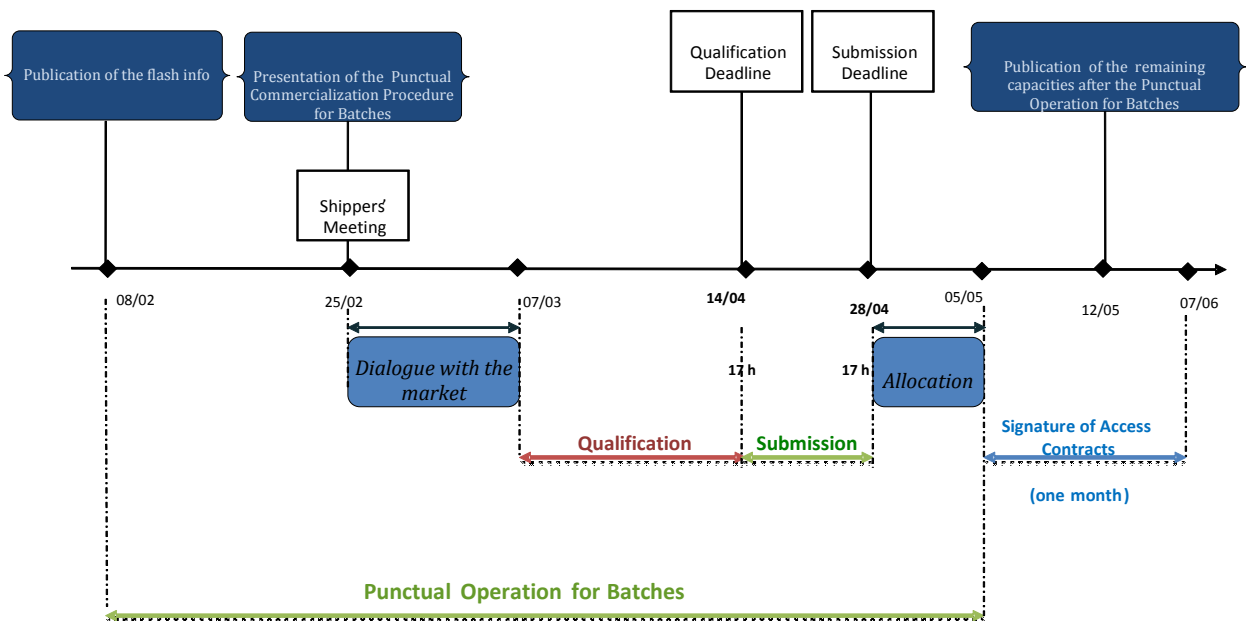 Publication of the flash info
Presentation of the Punctual
Commercialization Procedure
for Batches
Qualification
Deadline
Submission
Deadline
Publication of the remaining
capacities after the Punctual
Operation for Batches
Shippers'
Meeting
08/02
25/02
07/03
14/04
28/04
05/05
12/05
07/06
Dialogue with the
market
17 h
17 h
Allocation
Qualification
Submission
Signature of Access
Contracts
(one month)
Punctual Operation for Batches